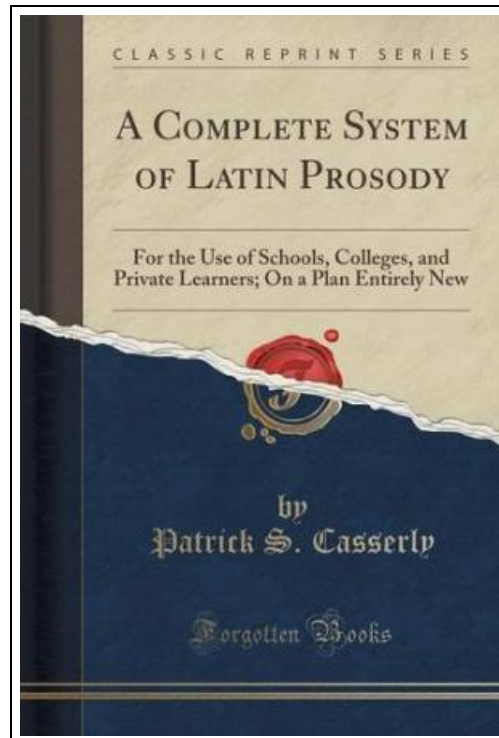 CLASSIC REPRINT SERIES
A COMPLETE SYSTEM
OF LATIN PROSODY
For the Use of Schools, Colleges, and
Private Learners; On a Plan Entirely New
by
Patrick S. Casserly
Forgotten Books